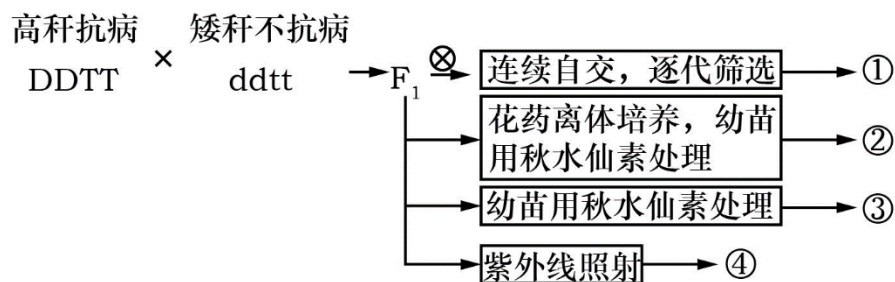 高秆抗病 × 矮秆不抗病
DDTT ddtt
F₁ ⊗ 连续自交，逐代筛选 ①
花药离体培养，幼苗
用秋水仙素处理 ②
幼苗用秋水仙素处理 ③
紫外线照射 ④